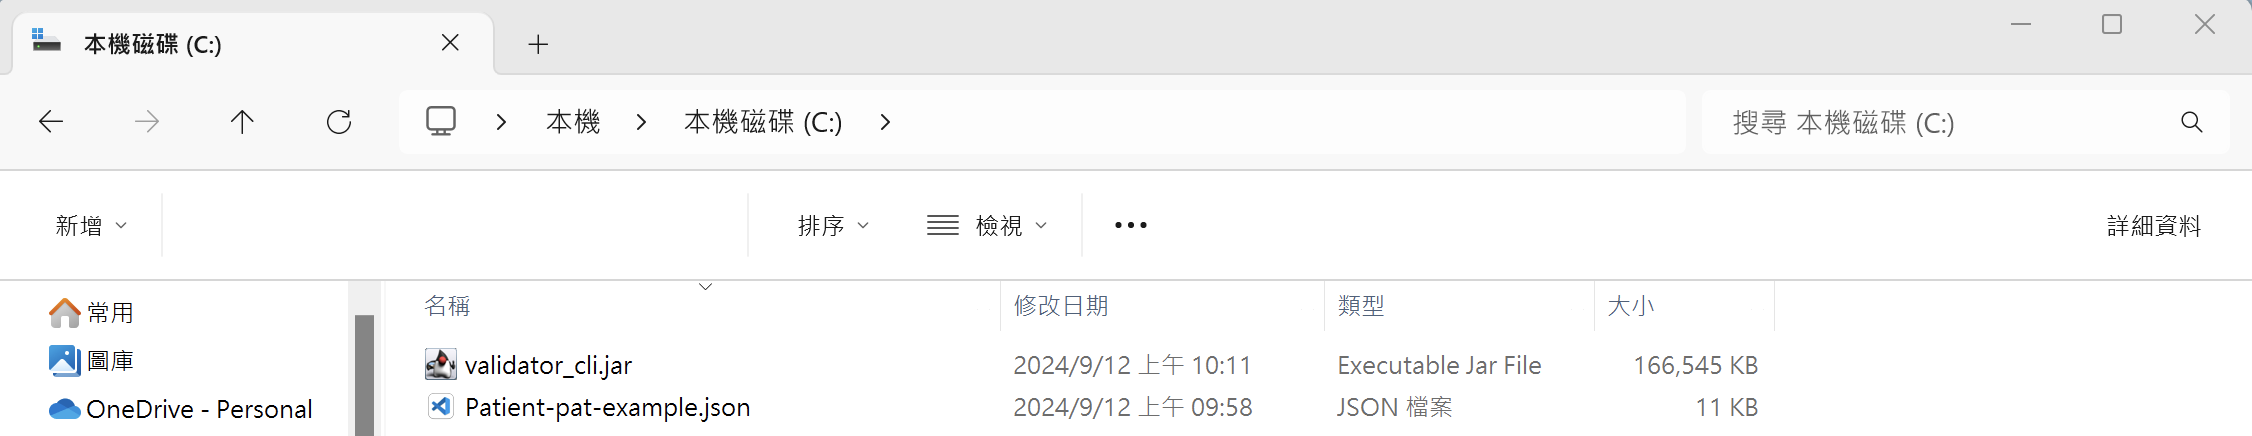 本機磁碟 (C:)
本機 本機磁碟 (C:) 搜尋 本機磁碟 (C:)
新增 排序 檢視 詳細資料
名稱 修改日期 類型 大小
常用
圖庫
OneDrive - Personal
validator_cli.jar 2024/9/12 上午 10:11 Executable Jar File 166,545 KB
Patient-pat-example.json 2024/9/12 上午 09:58 JSON 檔案 11 KB